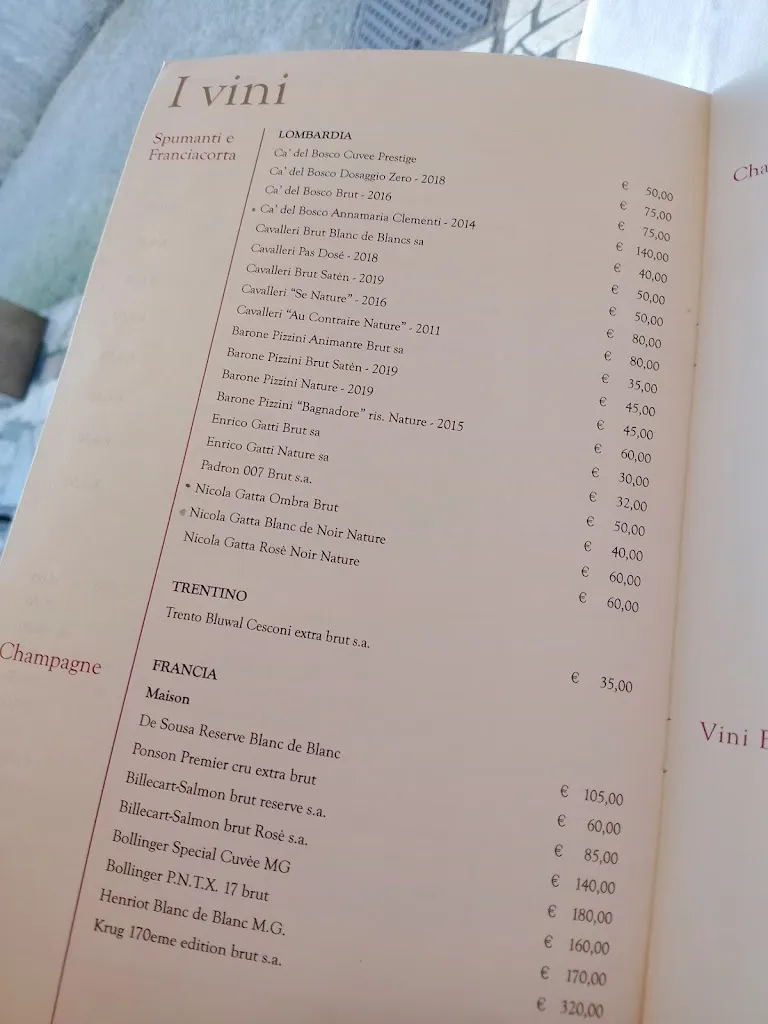 I vini
Spumanti e
Franciacorta
LOMBARDIA
Ca' del Bosco Cuvee Prestige € 50,00
Ca' del Bosco Dosaggio Zero - 2018 € 75,00
Ca' del Bosco Brut - 2016 € 75,00
• Ca' del Bosco Annamaria Clementi - 2014 € 140,00
Cavalleri Brut Blanc de Blancs sa € 40,00
Cavalleri Pas Dosé - 2018 € 50,00
Cavalleri Brut Satèn - 2019 € 50,00
Cavalleri "Se Nature" - 2016 € 80,00
Cavalleri "Au Contraire Nature" - 2011 € 80,00
Barone Pizzini Animante Brut sa € 35,00
Barone Pizzini Brut Satèn - 2019 € 45,00
Barone Pizzini Nature - 2019 € 45,00
Barone Pizzini "Bagnadore" ris. Nature - 2015 € 60,00
Enrico Gatti Brut sa € 30,00
Enrico Gatti Nature sa € 32,00
Padron 007 Brut s.a. € 50,00
• Nicola Gatta Ombra Brut € 40,00
• Nicola Gatta Blanc de Noir Nature € 60,00
Nicola Gatta Rosè Noir Nature € 60,00
TRENTINO
Trento Bluwal Cesconi extra brut s.a. € 35,00
Champagne
FRANCIA
Maison
De Sousa Reserve Blanc de Blanc € 105,00
Ponson Premier cru extra brut € 60,00
Billecart-Salmon brut reserve s.a. € 85,00
Billecart-Salmon brut Rosè s.a. € 140,00
Bollinger Special Cuvèe MG € 180,00
Bollinger P.N.T.X. 17 brut € 160,00
Henriot Blanc de Blanc M.G. € 170,00
Krug 170eme edition brut s.a. € 320,00
Cha
Vini